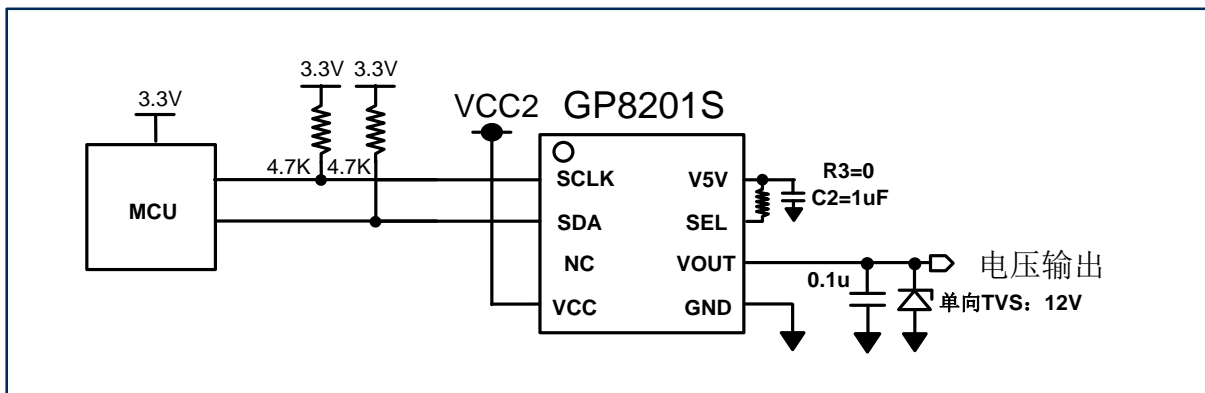 3.3V 3.3V
3.3V
VCC2 GP8201S
4.7K 4.7K
MCU
SCLK
SDA
NC
VCC
V5V
SEL
VOUT
GND
R3=0
C2=1uF
0.1u
电压输出
单向TVS：12V